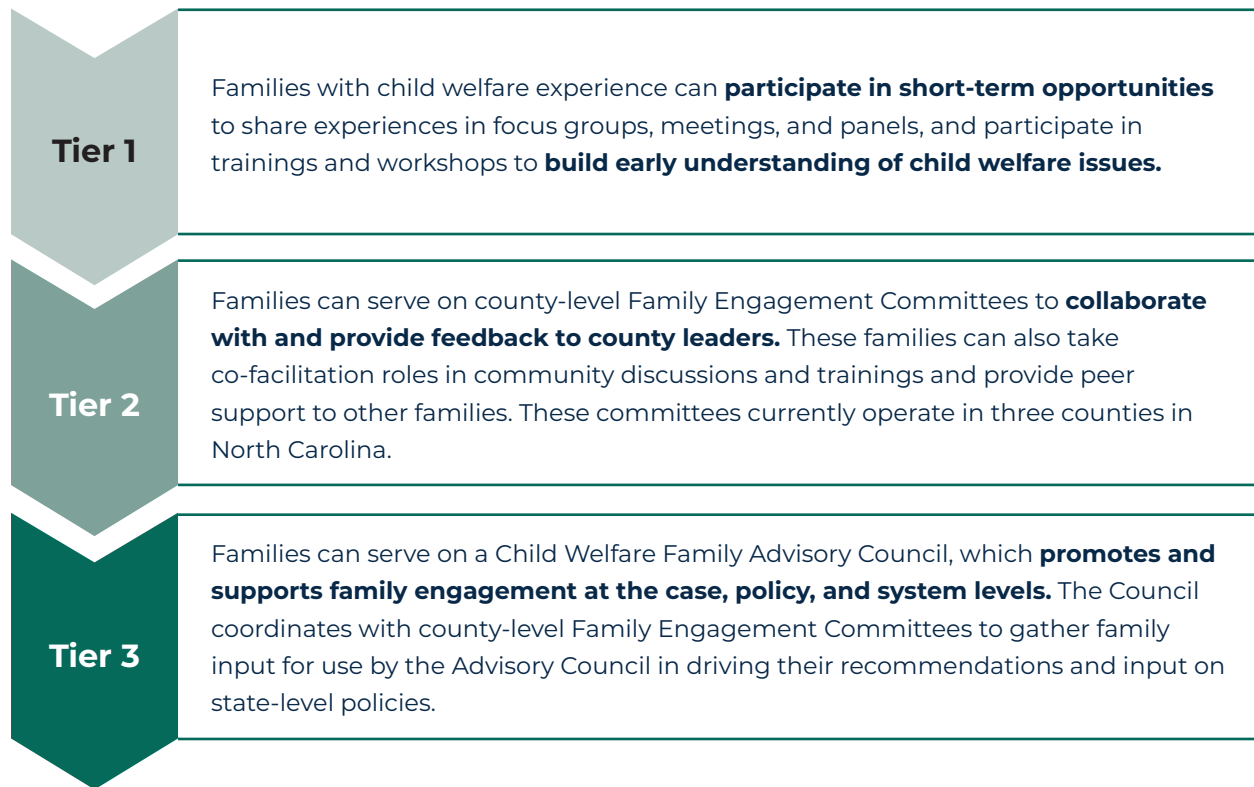 Tier 1
Families with child welfare experience can participate in short-term opportunities
to share experiences in focus groups, meetings, and panels, and participate in
trainings and workshops to build early understanding of child welfare issues.
Tier 2
Families can serve on county-level Family Engagement Committees to collaborate
with and provide feedback to county leaders. These families can also take
co-facilitation roles in community discussions and trainings and provide peer
support to other families. These committees currently operate in three counties in
North Carolina.
Tier 3
Families can serve on a Child Welfare Family Advisory Council, which promotes and
supports family engagement at the case, policy, and system levels. The Council
coordinates with county-level Family Engagement Committees to gather family
input for use by the Advisory Council in driving their recommendations and input on
state-level policies.